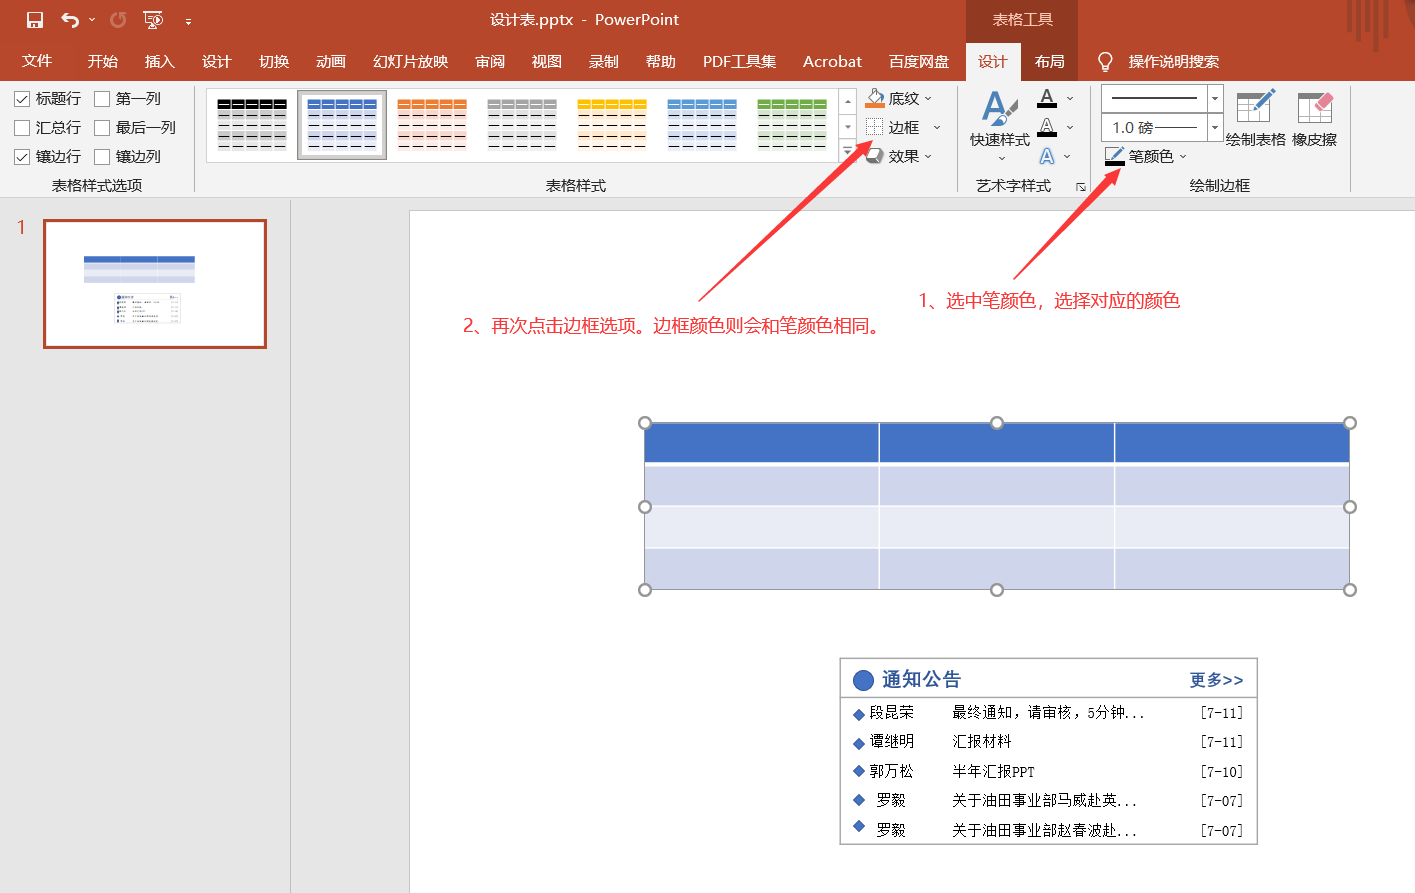 设计表.pptx - PowerPoint
表格工具
文件 开始 插入 设计 切换 动画 幻灯片放映 审阅 视图 录制 帮助 PDF工具集 Acrobat 百度网盘 设计 布局 操作说明搜索
标题行 第一列
汇总行 最后一列
镶边行 镶边列
表格样式选项
底纹
边框
效果
表格样式
快速样式
艺术字样式
1.0 磅
笔颜色
绘制表格 橡皮擦
绘制边框
1
1、选中笔颜色，选择对应的颜色
2、再次点击边框选项。边框颜色则会和笔颜色相同。
通知公告 更多>>
段昆荣 最终通知，请审核，5分钟... [7-11]
谭继明 汇报材料 [7-11]
郭万松 半年汇报PPT [7-10]
罗毅 关于油田事业部马威赴英... [7-07]
罗毅 关于油田事业部赵春波赴... [7-07]